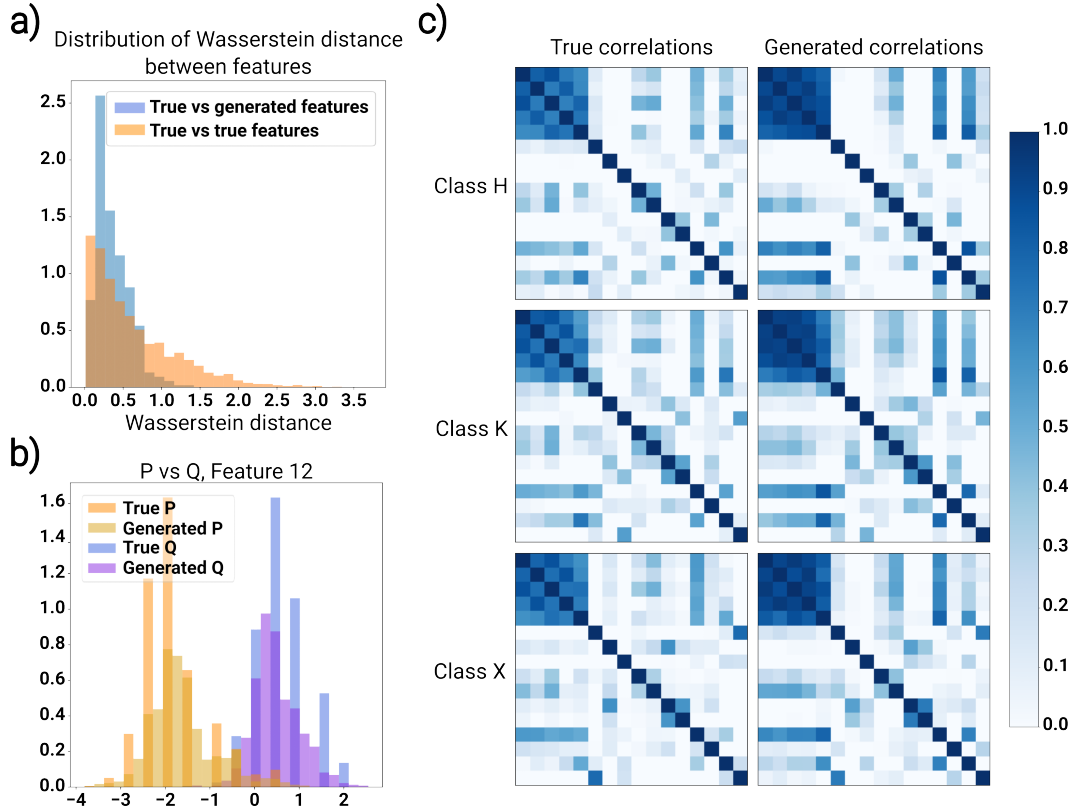 a)
Distribution of Wasserstein distance
between features
True vs generated features
True vs true features
2.5
2.0
1.5
1.0
0.5
0.0
0.0 0.5 1.0 1.5 2.0 2.5 3.0 3.5
Wasserstein distance
b)
P vs Q, Feature 12
True P
Generated P
True Q
Generated Q
1.6
1.4
1.2
1.0
0.8
0.6
0.4
0.2
0.0
−4 −3 −2 −1 0 1 2
c)
True correlations Generated correlations
Class H
Class K
Class X
1.0
0.9
0.8
0.7
0.6
0.5
0.4
0.3
0.2
0.1
0.0